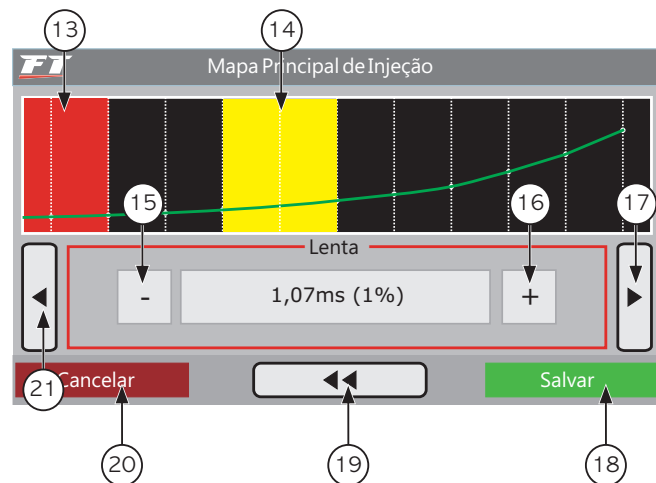 13
14
FT
Mapa Principal de Injeção
15
16
17
Lenta
-
1,07ms (1%)
+
Cancelar
Salvar
21
20
19
18